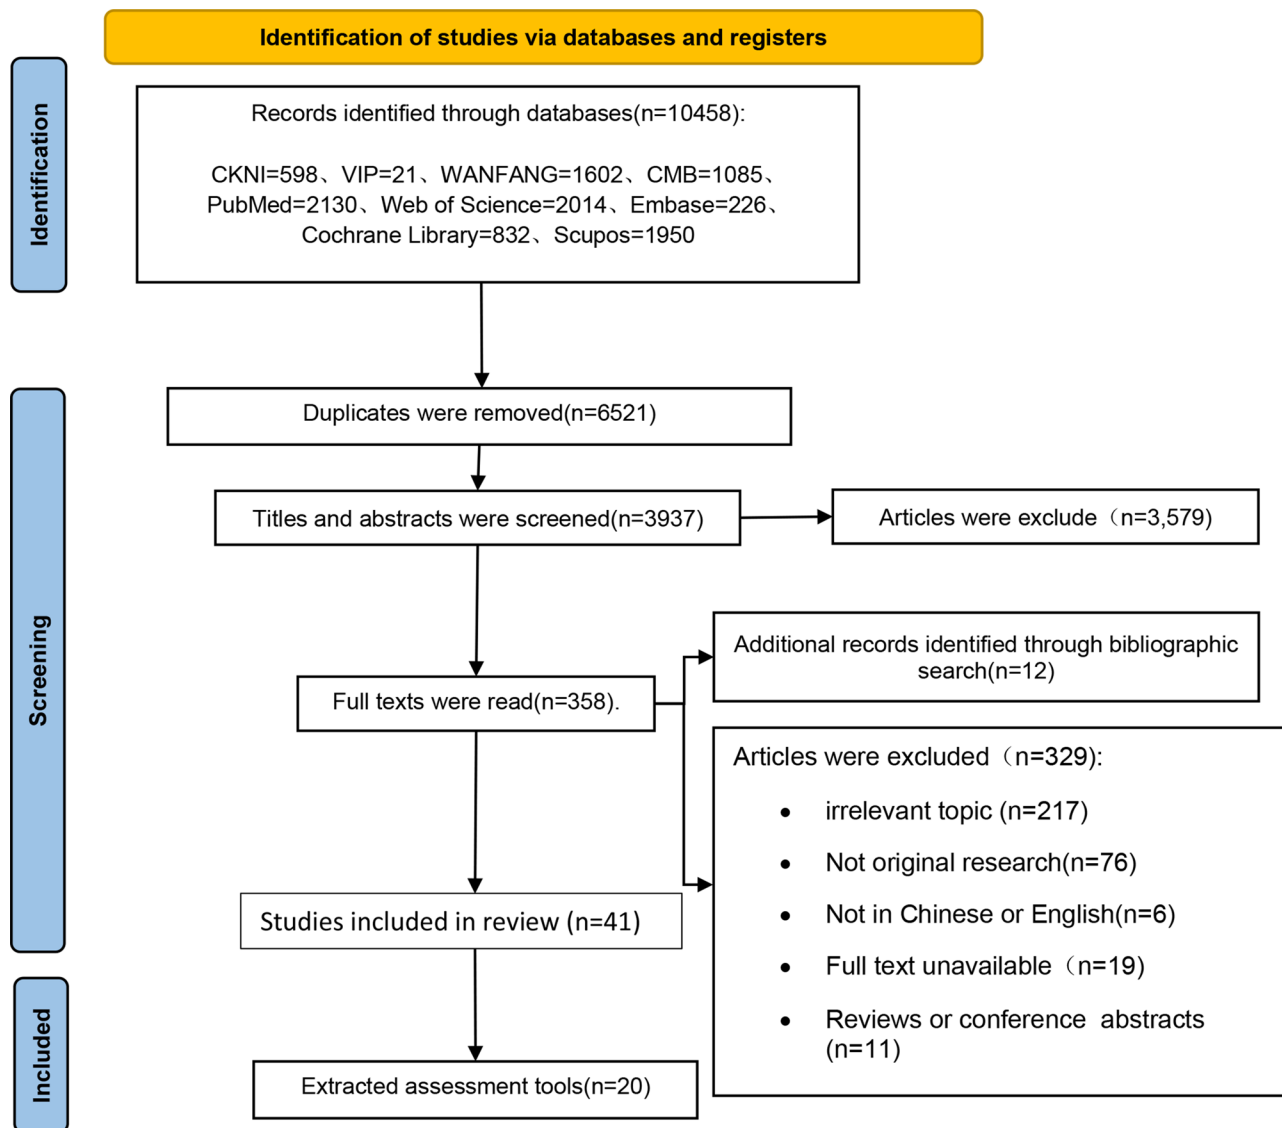 Identification of studies via databases and registers
Identification
Records identified through databases(n=10458):
CKNI=598、VIP=21、WANFANG=1602、CMB=1085、
PubMed=2130、Web of Science=2014、Embase=226、
Cochrane Library=832、Scupos=1950
Screening
Duplicates were removed(n=6521)
Titles and abstracts were screened(n=3937)
Articles were exclude（n=3,579)
Additional records identified through bibliographic
search(n=12)
Full texts were read(n=358).
Articles were excluded（n=329):
• irrelevant topic (n=217)
• Not original research(n=76)
• Not in Chinese or English(n=6)
• Full text unavailable（n=19)
• Reviews or conference abstracts
(n=11)
Studies included in review (n=41)
Included
Extracted assessment tools(n=20)